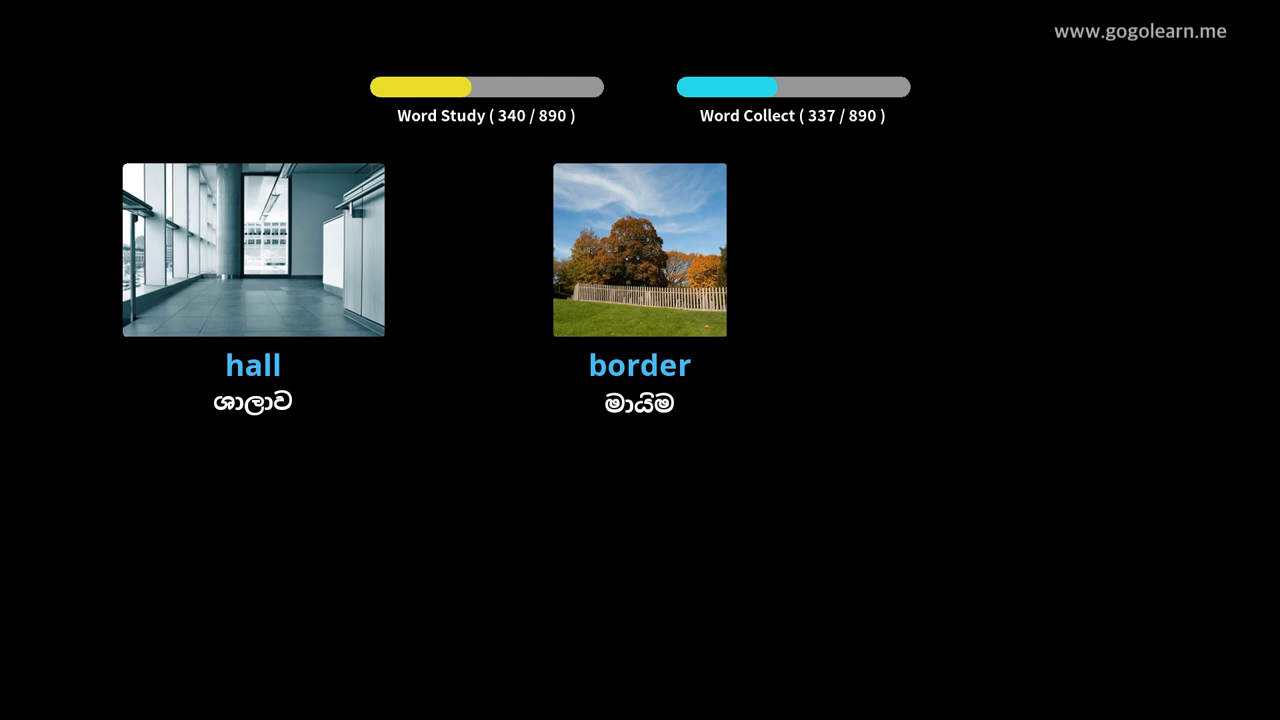 www.gogolearn.me
Word Study ( 340 / 890 )
Word Collect ( 337 / 890 )
hall
ශාලාව
border
මායිම